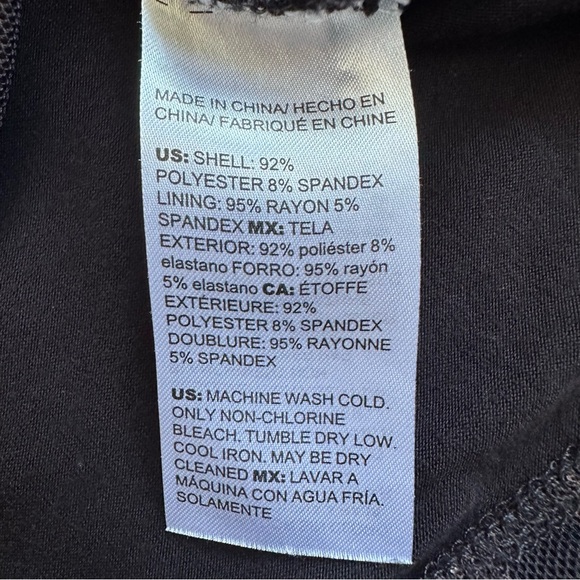 MADE IN CHINA/ HECHO EN
CHINA/ FABRIQUÉ EN CHINE
US: SHELL: 92%
POLYESTER 8% SPANDEX
LINING: 95% RAYON 5%
SPANDEX MX: TELA
EXTERIOR: 92% poliéster 8%
elastano FORRO: 95% rayón
5% elastano CA: ÉTOFFE
EXTÉRIEURE: 92%
POLYESTER 8% SPANDEX
DOUBLURE: 95% RAYONNE
5% SPANDEX
US: MACHINE WASH COLD.
ONLY NON-CHLORINE
BLEACH. TUMBLE DRY LOW.
COOL IRON. MAY BE DRY
CLEANED MX: LAVAR A
MÁQUINA CON AGUA FRÍA.
SOLAMENTE